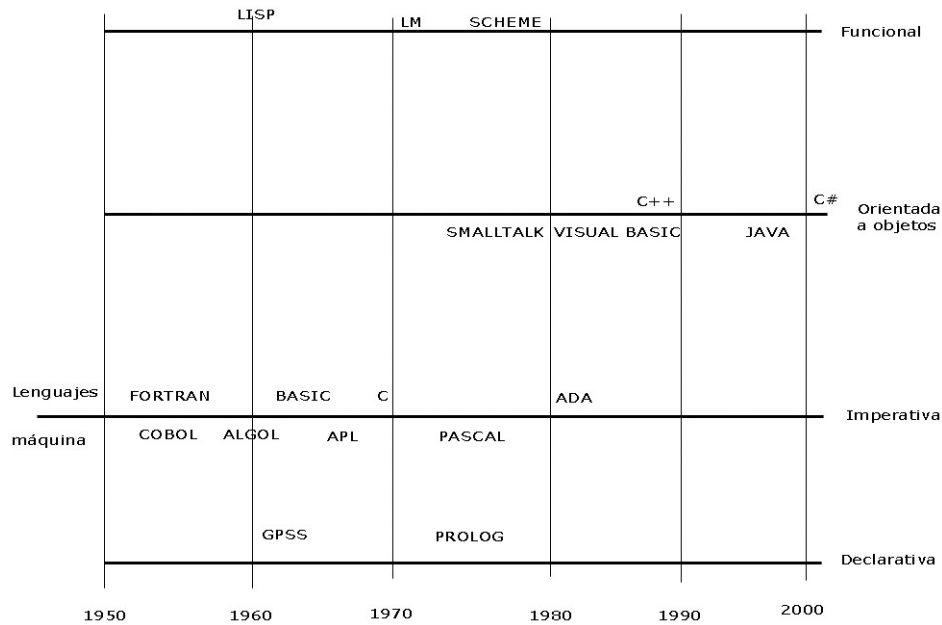 LISP
LM SCHEME
Funcional
C++ C#
Orientada
a objetos
SMALLTALK VISUAL BASIC JAVA
Lenguajes FORTRAN BASIC C ADA
Imperativa
máquina COBOL ALGOL APL PASCAL
GPSS PROLOG
Declarativa
1950 1960 1970 1980 1990 2000